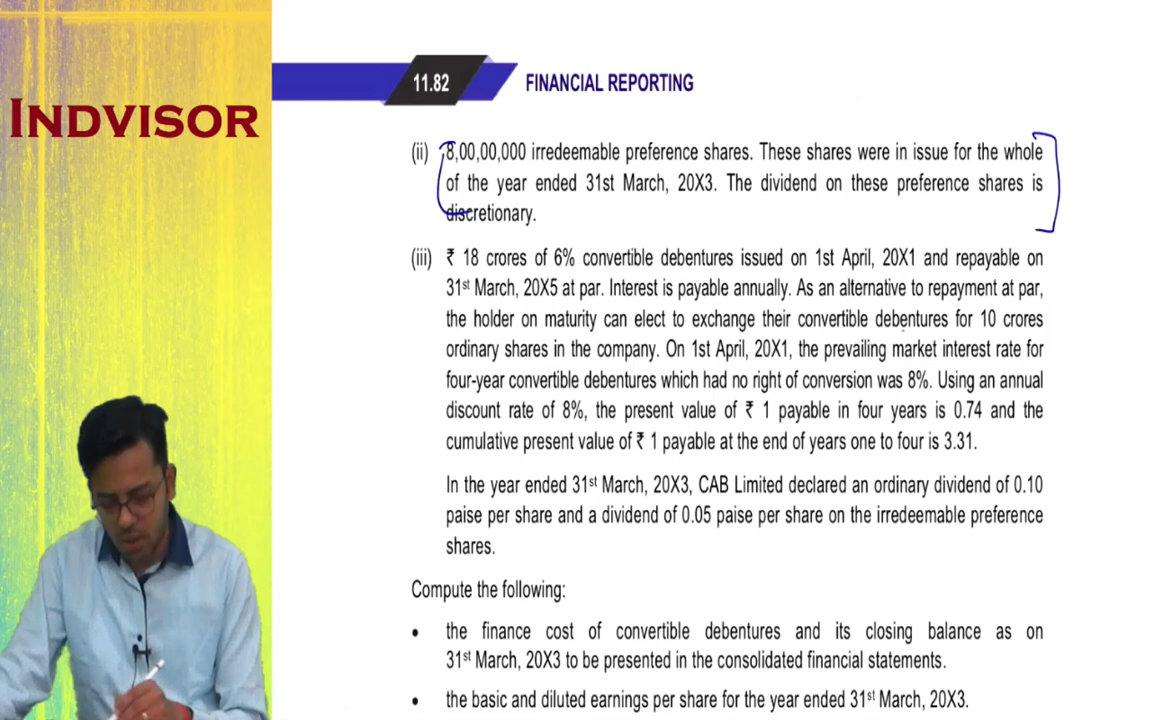 INDVISOR
11.82 FINANCIAL REPORTING
(ii) 8,00,00,000 irredeemable preference shares. These shares were in issue for the whole
of the year ended 31st March, 20X3. The dividend on these preference shares is
discretionary.
(iii) ₹ 18 crores of 6% convertible debentures issued on 1st April, 20X1 and repayable on
31st March, 20X5 at par. Interest is payable annually. As an alternative to repayment at par,
the holder on maturity can elect to exchange their convertible debentures for 10 crores
ordinary shares in the company. On 1st April, 20X1, the prevailing market interest rate for
four-year convertible debentures which had no right of conversion was 8%. Using an annual
discount rate of 8%, the present value of ₹ 1 payable in four years is 0.74 and the
cumulative present value of ₹ 1 payable at the end of years one to four is 3.31.
In the year ended 31st March, 20X3, CAB Limited declared an ordinary dividend of 0.10
paise per share and a dividend of 0.05 paise per share on the irredeemable preference
shares.
Compute the following:
• the finance cost of convertible debentures and its closing balance as on
31st March, 20X3 to be presented in the consolidated financial statements.
• the basic and diluted earnings per share for the year ended 31st March, 20X3.